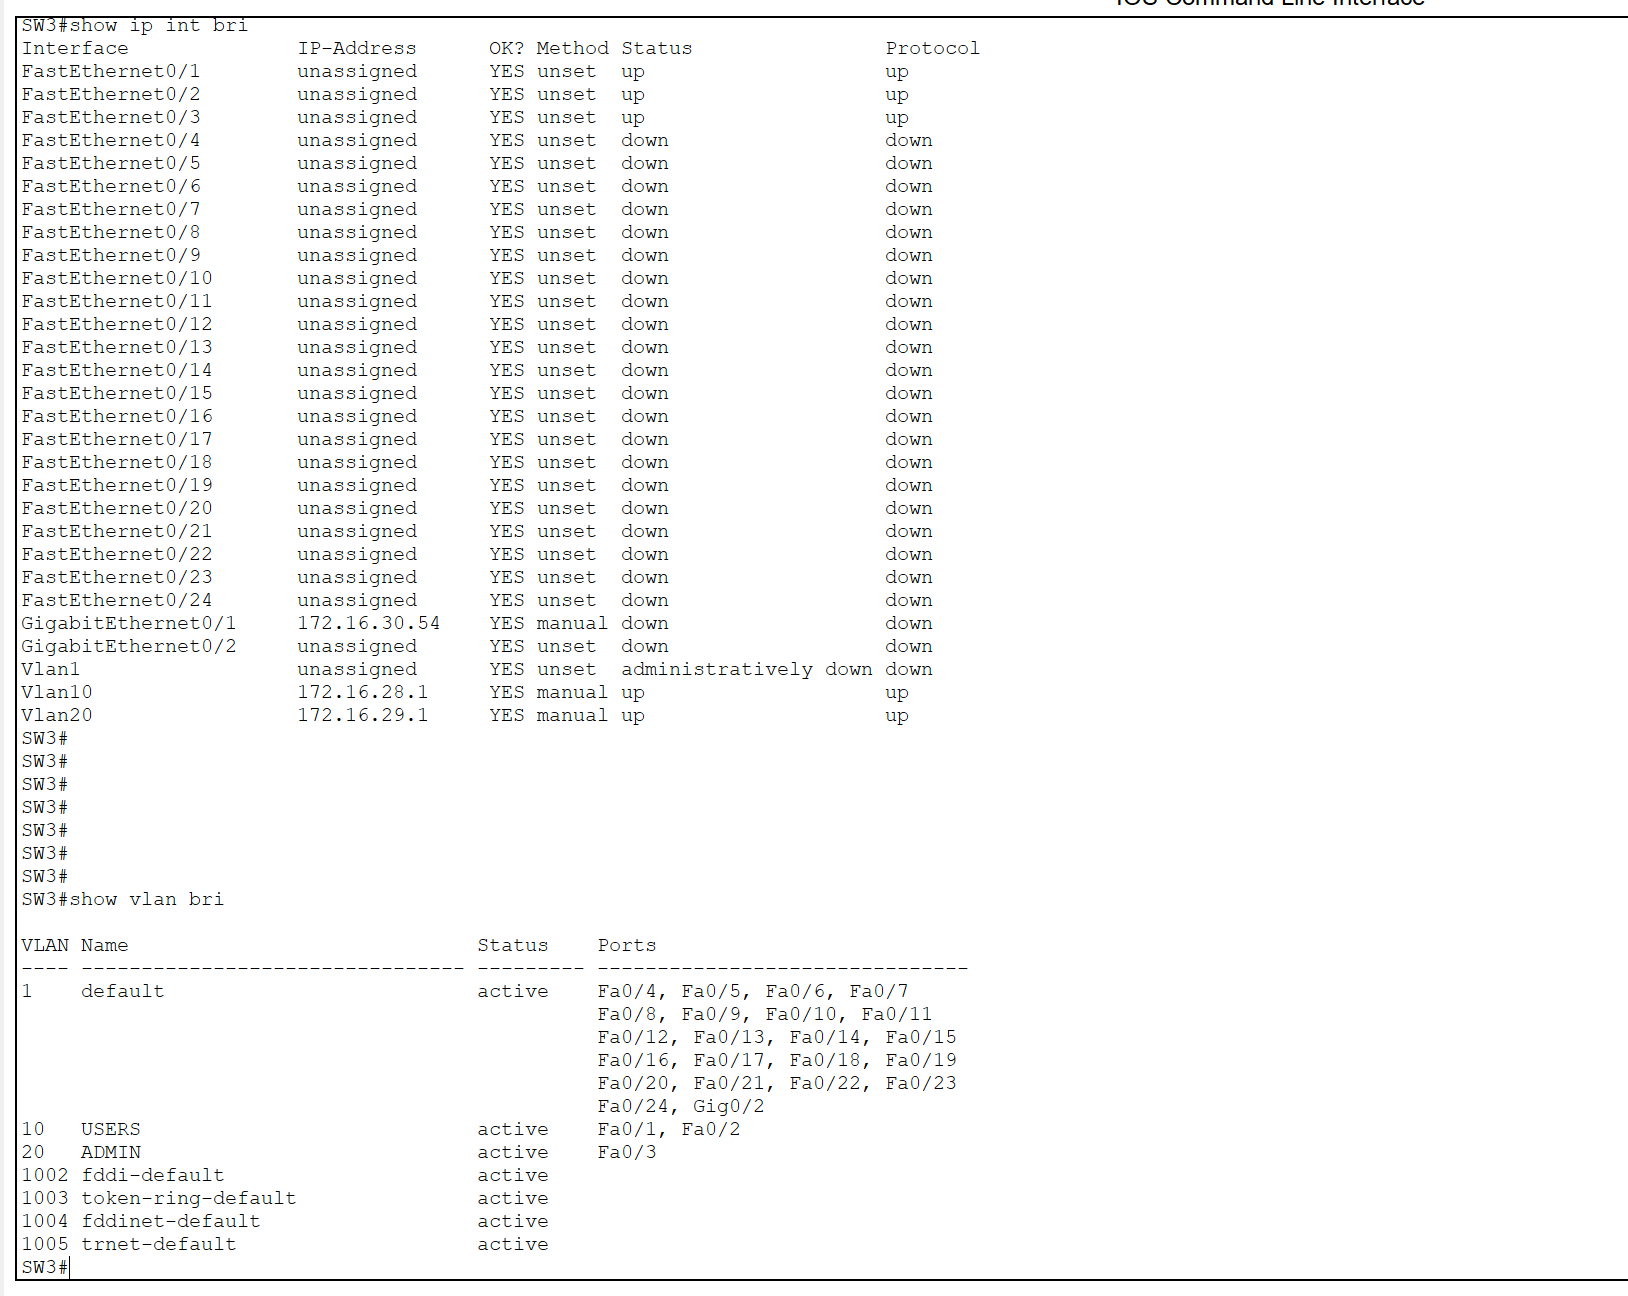 IOS Command Line Interface
SW3#show ip int bri
Interface IP-Address OK? Method Status Protocol
FastEthernet0/1 unassigned YES unset up up
FastEthernet0/2 unassigned YES unset up up
FastEthernet0/3 unassigned YES unset up up
FastEthernet0/4 unassigned YES unset down down
FastEthernet0/5 unassigned YES unset down down
FastEthernet0/6 unassigned YES unset down down
FastEthernet0/7 unassigned YES unset down down
FastEthernet0/8 unassigned YES unset down down
FastEthernet0/9 unassigned YES unset down down
FastEthernet0/10 unassigned YES unset down down
FastEthernet0/11 unassigned YES unset down down
FastEthernet0/12 unassigned YES unset down down
FastEthernet0/13 unassigned YES unset down down
FastEthernet0/14 unassigned YES unset down down
FastEthernet0/15 unassigned YES unset down down
FastEthernet0/16 unassigned YES unset down down
FastEthernet0/17 unassigned YES unset down down
FastEthernet0/18 unassigned YES unset down down
FastEthernet0/19 unassigned YES unset down down
FastEthernet0/20 unassigned YES unset down down
FastEthernet0/21 unassigned YES unset down down
FastEthernet0/22 unassigned YES unset down down
FastEthernet0/23 unassigned YES unset down down
FastEthernet0/24 unassigned YES unset down down
GigabitEthernet0/1 172.16.30.54 YES manual down down
GigabitEthernet0/2 unassigned YES unset down down
Vlan1 unassigned YES unset administratively down down
Vlan10 172.16.28.1 YES manual up up
Vlan20 172.16.29.1 YES manual up up
SW3#
SW3#
SW3#
SW3#
SW3#
SW3#
SW3#
SW3#show vlan bri
VLAN Name Status Ports
---- -------------------------------- --------- -------------------------------
1 default active Fa0/4, Fa0/5, Fa0/6, Fa0/7
Fa0/8, Fa0/9, Fa0/10, Fa0/11
Fa0/12, Fa0/13, Fa0/14, Fa0/15
Fa0/16, Fa0/17, Fa0/18, Fa0/19
Fa0/20, Fa0/21, Fa0/22, Fa0/23
Fa0/24, Gig0/2
10 USERS active Fa0/1, Fa0/2
20 ADMIN active Fa0/3
1002 fddi-default active
1003 token-ring-default active
1004 fddinet-default active
1005 trnet-default active
SW3#